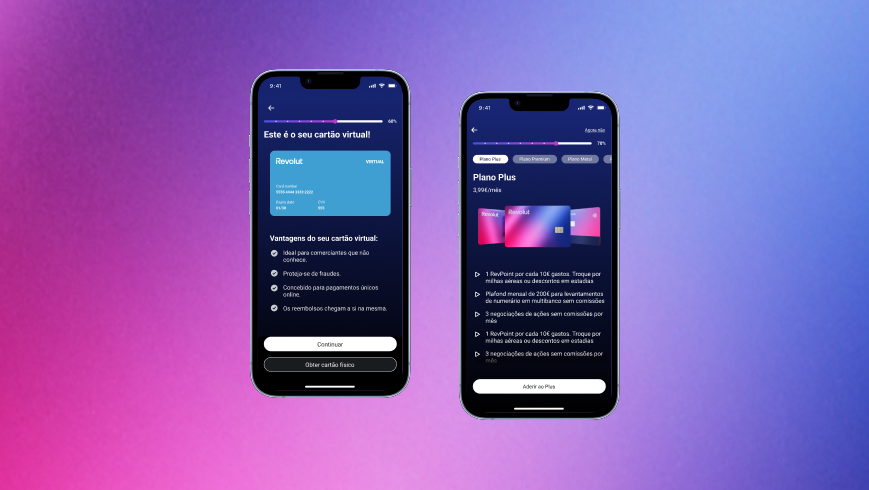 9:41
60%
Este é o seu cartão virtual!
Revolut
VIRTUAL
Card number
5555 4444 3333 2222
Expiry date
CVV
01/30
Vantagens do seu cartão virtual:
Ideal para comerciantes que não
conhece.
Proteja-se de fraudes.
Concebido para pagamentos únicos
online.
Os reembolsos chegam a si na mesma.
Continuar
Obter cartão físico
9:41
Agora não
70%
Plano Plus
Plano Premium
Plano Metal
Plano Plus
3,99€/mês
Revolut
Revolut
1 RevPoint por cada 10€ gastos. Troque por
milhas aéreas ou descontos em estadias
Plafond mensal de 200€ para levantamentos
de numerário em multibanco sem comissões
3 negociações de ações sem comissões por
mês
1 RevPoint por cada 10€ gastos. Troque por
milhas aéreas ou descontos em estadias
3 negociações de ações sem comissões por
mês
Aderir ao Plus